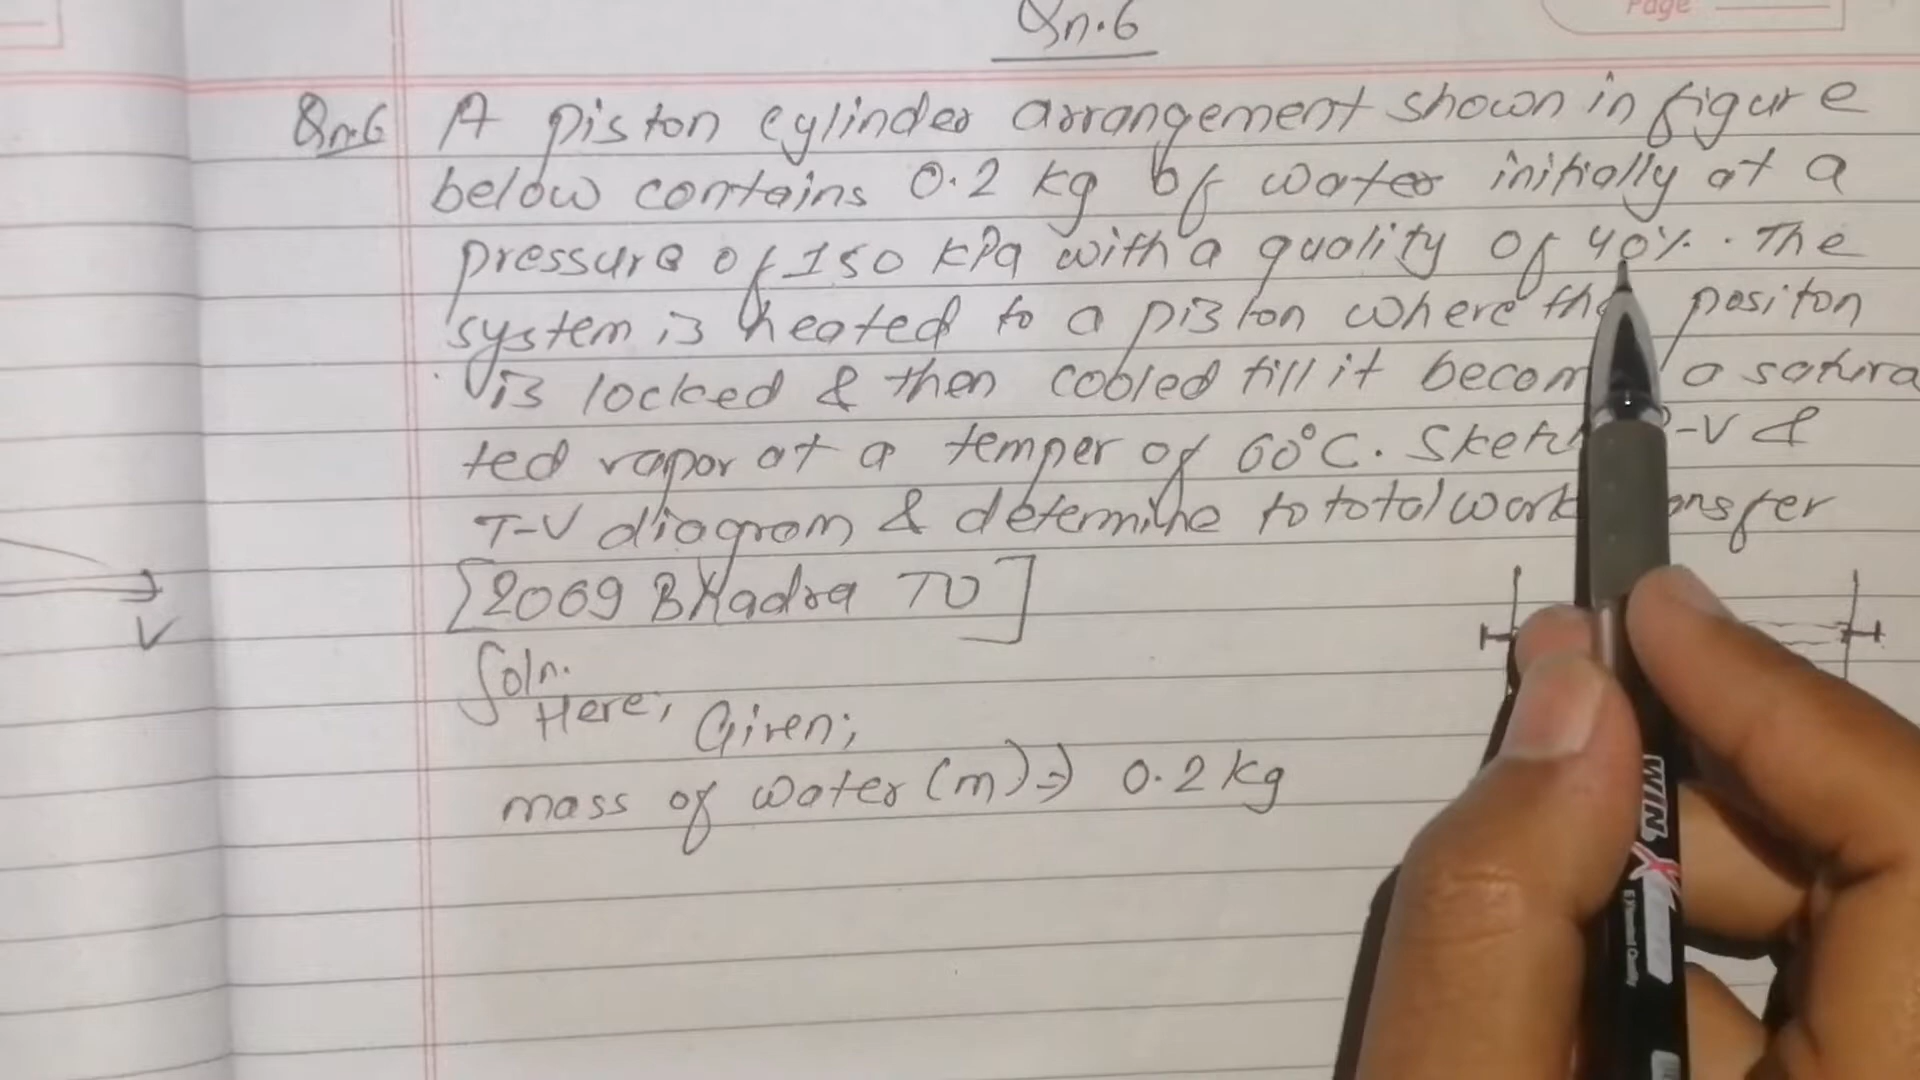 Page
Qn.6
Qn.6 A piston cylinder arrangement shown in figure
below contains 0.2 kg of water initially at a
pressure of 150 kPa with a quality of 40%. The
system is heated to a piston where the positon
is locked & then cooled till it becom a satura
ted vapor at a temper of 60°C. Sketch P-V &
T-V diagram & determine to total work
[2069 Bhadra TU]
V
Soln.
Here, Given;
mass of water (m) => 0.2 kg
WIN
X